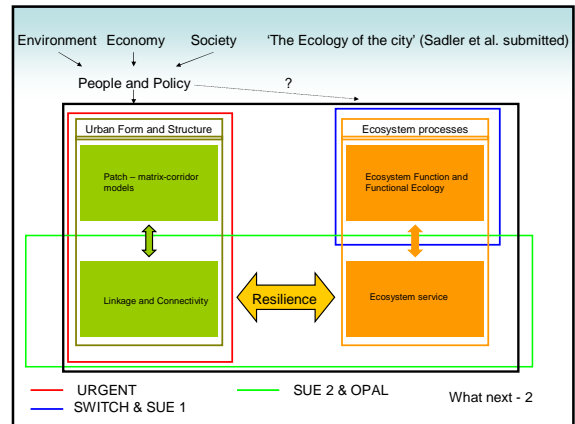 Environment Economy Society 'The Ecology of the city' (Sadler et al. submitted)
People and Policy ?
Urban Form and Structure
Ecosystem processes
Patch – matrix-corridor
models
Ecosystem Function and
Functional Ecology
Linkage and Connectivity
Resilience
Ecosystem service
URGENT
SUE 2 & OPAL
SWITCH & SUE 1
What next - 2